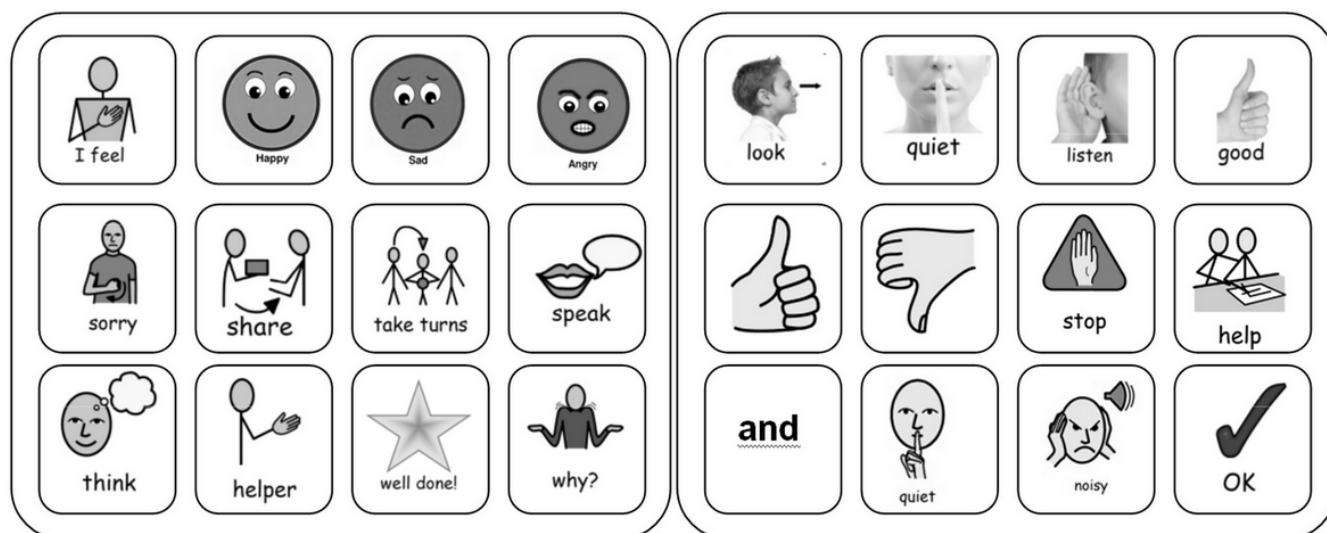 I feel
Happy
Sad
Angry
sorry
share
take turns
speak
think
helper
well done!
why?
look
quiet
listen
good
stop
help
and
quiet
noisy
OK